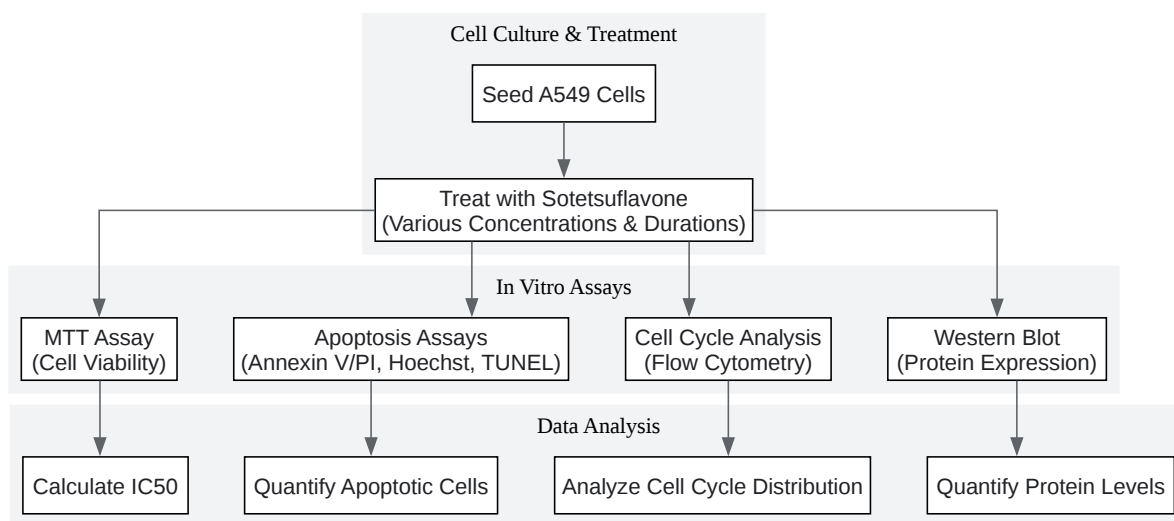 Cell Culture & Treatment
Seed A549 Cells
Treat with Sotetsuflavone
(Various Concentrations & Durations)
In Vitro Assays
MTT Assay
(Cell Viability)
Apoptosis Assays
(Annexin V/PI, Hoechst, TUNEL)
Cell Cycle Analysis
(Flow Cytometry)
Western Blot
(Protein Expression)
Data Analysis
Calculate IC50
Quantify Apoptotic Cells
Analyze Cell Cycle Distribution
Quantify Protein Levels